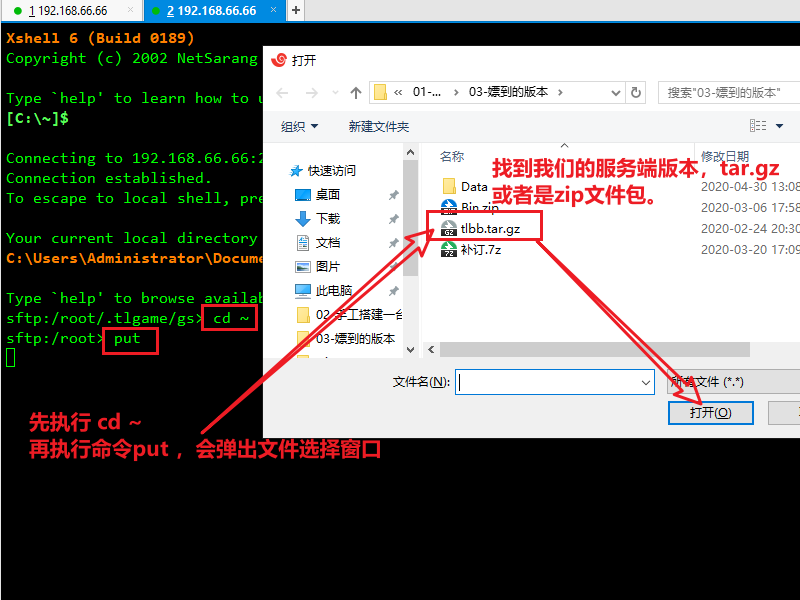 1 192.168.66.66 × 2 192.168.66.66 × +
Xshell 6 (Build 0189)
Copyright (c) 2002 NetSarang
Type `help' to learn how to u
[C:\~]$
Connecting to 192.168.66.66:2
Connection established.
To escape to local shell, pre
Your current local directory
C:\Users\Administrator\Docume
Type `help' to browse availab
sftp:/root/.tlgame/gs> cd ~
sftp:/root> put
先执行 cd ~
再执行命令put ，会弹出文件选择窗口
打开
« 01-... › 03-嫖到的版本 ›
搜索"03-嫖到的版本"
组织 新建文件夹
快速访问
桌面
下载
文档
图片
此电脑
03-嫖到的版本
名称 修改日期
找到我们的服务端版本，tar.gz
或者是zip文件包。
Data 2020-04-30 13:08
Bin.zip 2020-03-06 17:58
tlbb.tar.gz 2020-02-24 20:30
补订.7z 2020-03-20 17:09
文件名(N):
所有文件 (*.*)
打开(O)